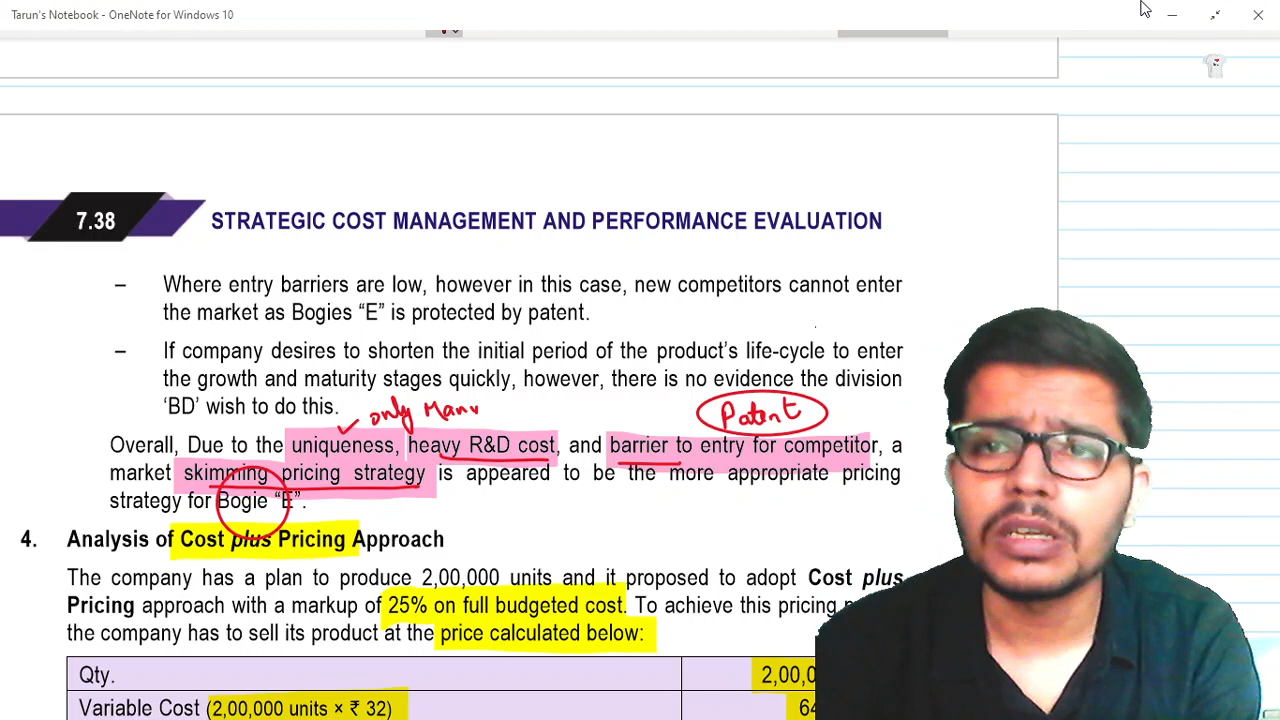 Tarun's Notebook - OneNote for Windows 10
7.38 STRATEGIC COST MANAGEMENT AND PERFORMANCE EVALUATION
– Where entry barriers are low, however in this case, new competitors cannot enter
the market as Bogies “E” is protected by patent.
– If company desires to shorten the initial period of the product’s life-cycle to enter
the growth and maturity stages quickly, however, there is no evidence the division
‘BD’ wish to do this.
only Manu Patent
Overall, Due to the uniqueness, heavy R&D cost, and barrier to entry for competitor, a
market skimming pricing strategy is appeared to be the more appropriate pricing
strategy for Bogie “E”.
4. Analysis of Cost plus Pricing Approach
The company has a plan to produce 2,00,000 units and it proposed to adopt Cost plus
Pricing approach with a markup of 25% on full budgeted cost. To achieve this pricing
the company has to sell its product at the price calculated below:
Qty. 2,00,0
Variable Cost (2,00,000 units × ₹ 32) 64